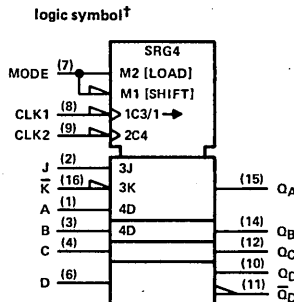 logic symbol†
SRG4
MODE (7) M2 [LOAD]
M1 [SHIFT]
CLK1 (8) 1C3/1 →
CLK2 (9) 2C4
J (2) 3J (15) QA
K̅ (16) 3K
A (1) 4D
B (3) 4D (14) QB
C (4) (12) QC
(10) QD
D (6) (11) Q̅D